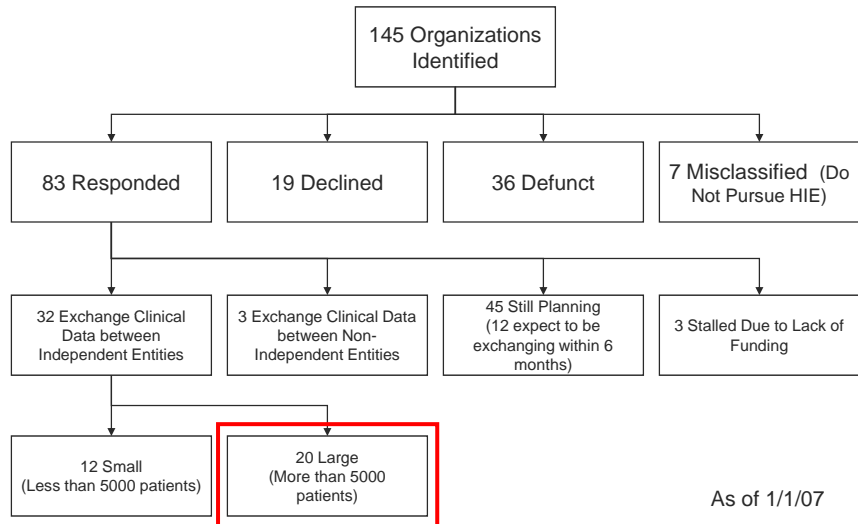 145 Organizations
Identified
83 Responded
19 Declined
36 Defunct
7 Misclassified (Do
Not Pursue HIE)
32 Exchange Clinical
Data between
Independent Entities
3 Exchange Clinical Data
between Non-
Independent Entities
45 Still Planning
(12 expect to be
exchanging within 6
months)
3 Stalled Due to Lack of
Funding
12 Small
(Less than 5000 patients)
20 Large
(More than 5000
patients)
As of 1/1/07